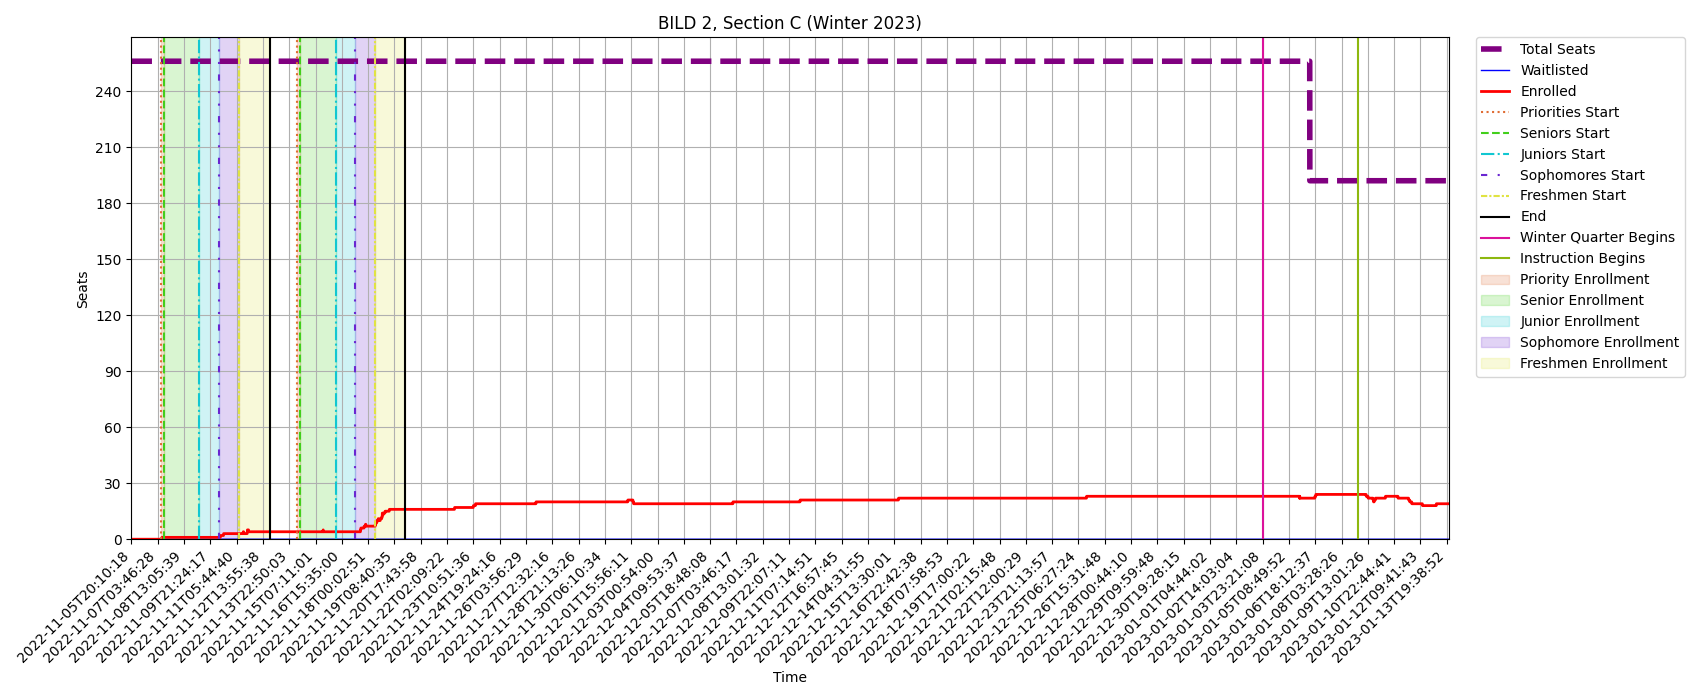 BILD 2, Section C (Winter 2023)
Seats
240
210
180
150
120
90
60
30
0
2022-11-05T20:10:18
2022-11-07T03:46:28
2022-11-08T13:05:39
2022-11-09T21:24:17
2022-11-11T05:44:40
2022-11-12T13:55:38
2022-11-13T22:50:03
2022-11-15T07:11:01
2022-11-16T15:35:00
2022-11-18T00:02:51
2022-11-19T08:40:35
2022-11-20T17:43:58
2022-11-22T02:09:22
2022-11-23T10:51:36
2022-11-24T19:24:16
2022-11-26T03:56:29
2022-11-27T12:32:16
2022-11-28T21:13:26
2022-11-30T06:10:34
2022-12-01T15:56:11
2022-12-03T00:54:00
2022-12-04T09:53:37
2022-12-05T18:48:08
2022-12-07T03:46:17
2022-12-08T13:01:32
2022-12-09T22:07:11
2022-12-11T07:14:51
2022-12-12T16:57:45
2022-12-14T04:31:55
2022-12-15T13:30:01
2022-12-16T22:42:38
2022-12-18T07:58:53
2022-12-19T17:00:22
2022-12-21T02:15:48
2022-12-22T12:00:29
2022-12-23T21:13:57
2022-12-25T06:27:24
2022-12-26T15:31:48
2022-12-28T00:44:10
2022-12-29T09:59:48
2022-12-30T19:28:15
2023-01-01T04:44:02
2023-01-02T14:03:04
2023-01-03T23:21:08
2023-01-05T08:49:52
2023-01-06T18:12:37
2023-01-08T03:28:26
2023-01-09T13:01:26
2023-01-10T22:44:41
2023-01-12T09:41:43
2023-01-13T19:38:52
Time
Total Seats
Waitlisted
Enrolled
Priorities Start
Seniors Start
Juniors Start
Sophomores Start
Freshmen Start
End
Winter Quarter Begins
Instruction Begins
Priority Enrollment
Senior Enrollment
Junior Enrollment
Sophomore Enrollment
Freshmen Enrollment